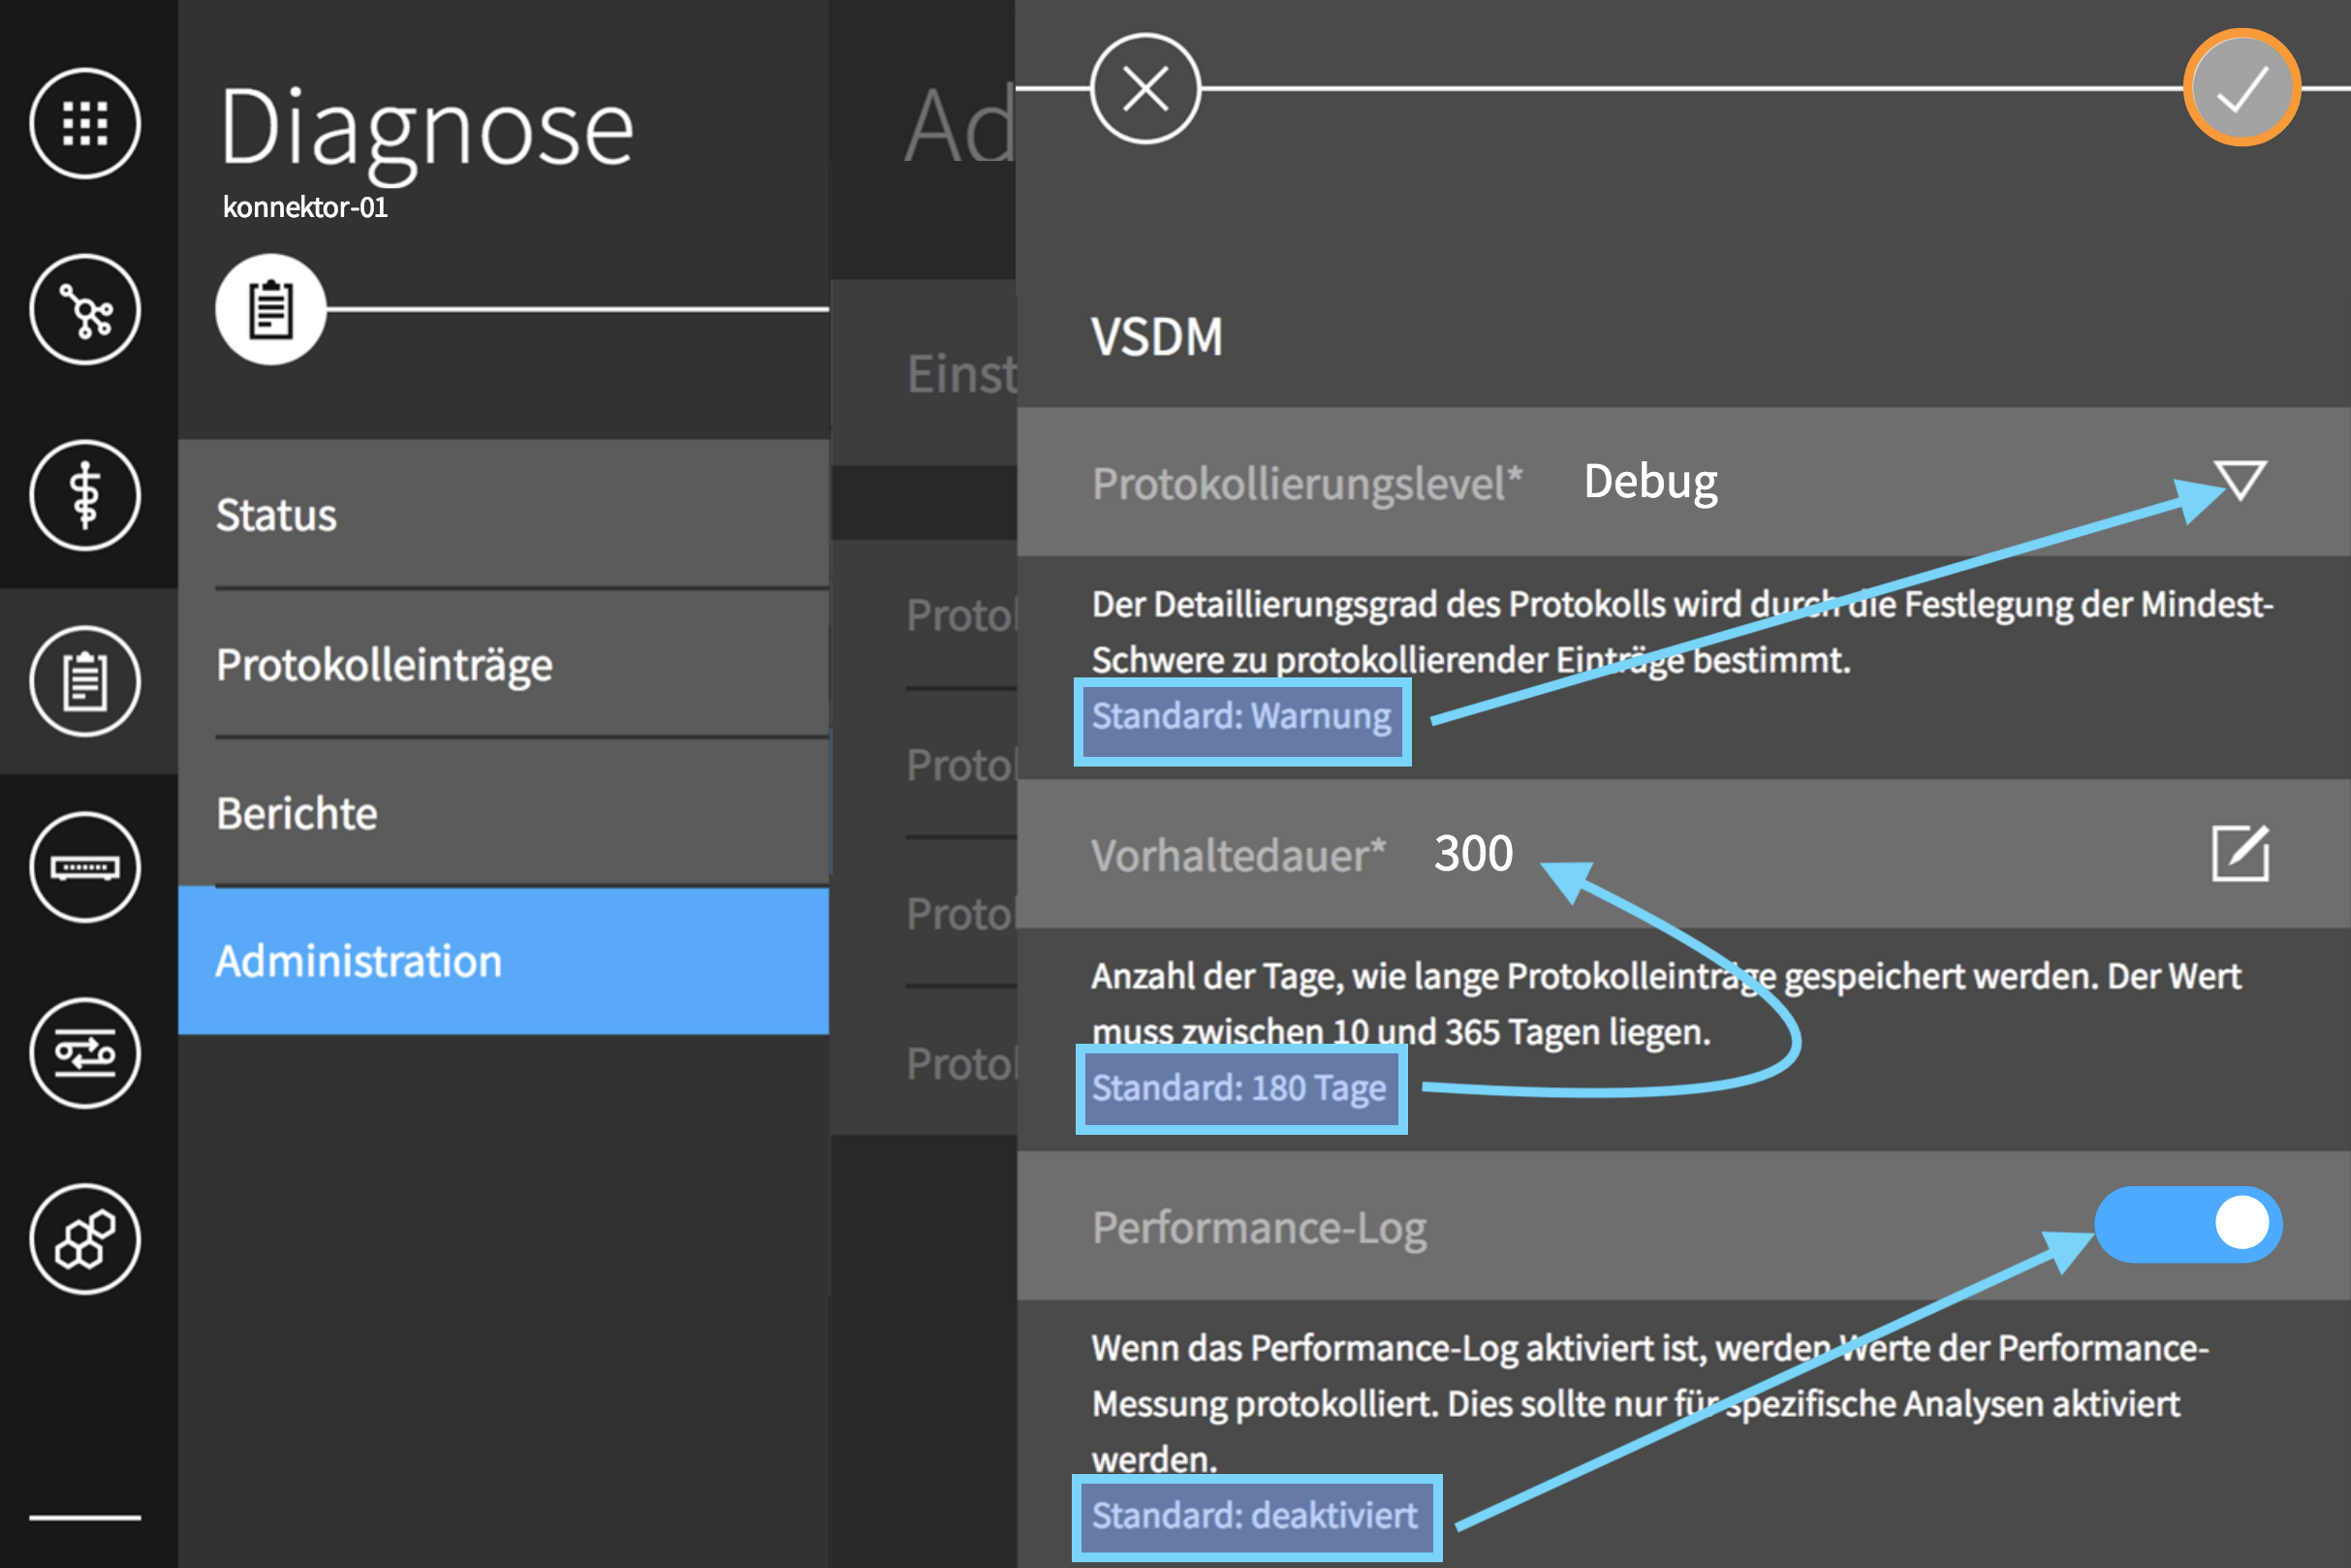 Diagnose
konnektor-01
Status
Protokolleinträge
Berichte
Administration
Ad
Einst
Protol
Protol
Protol
Protol
VSDM
Protokollierungslevel* Debug
Der Detaillierungsgrad des Protokolls wird durch die Festlegung der Mindest-
Schwere zu protokollierender Einträge bestimmt.
Standard: Warnung
Vorhaltedauer* 300
Anzahl der Tage, wie lange Protokolleinträge gespeichert werden. Der Wert
muss zwischen 10 und 365 Tagen liegen.
Standard: 180 Tage
Performance-Log
Wenn das Performance-Log aktiviert ist, werden Werte der Performance-
Messung protokolliert. Dies sollte nur für spezifische Analysen aktiviert
werden.
Standard: deaktiviert